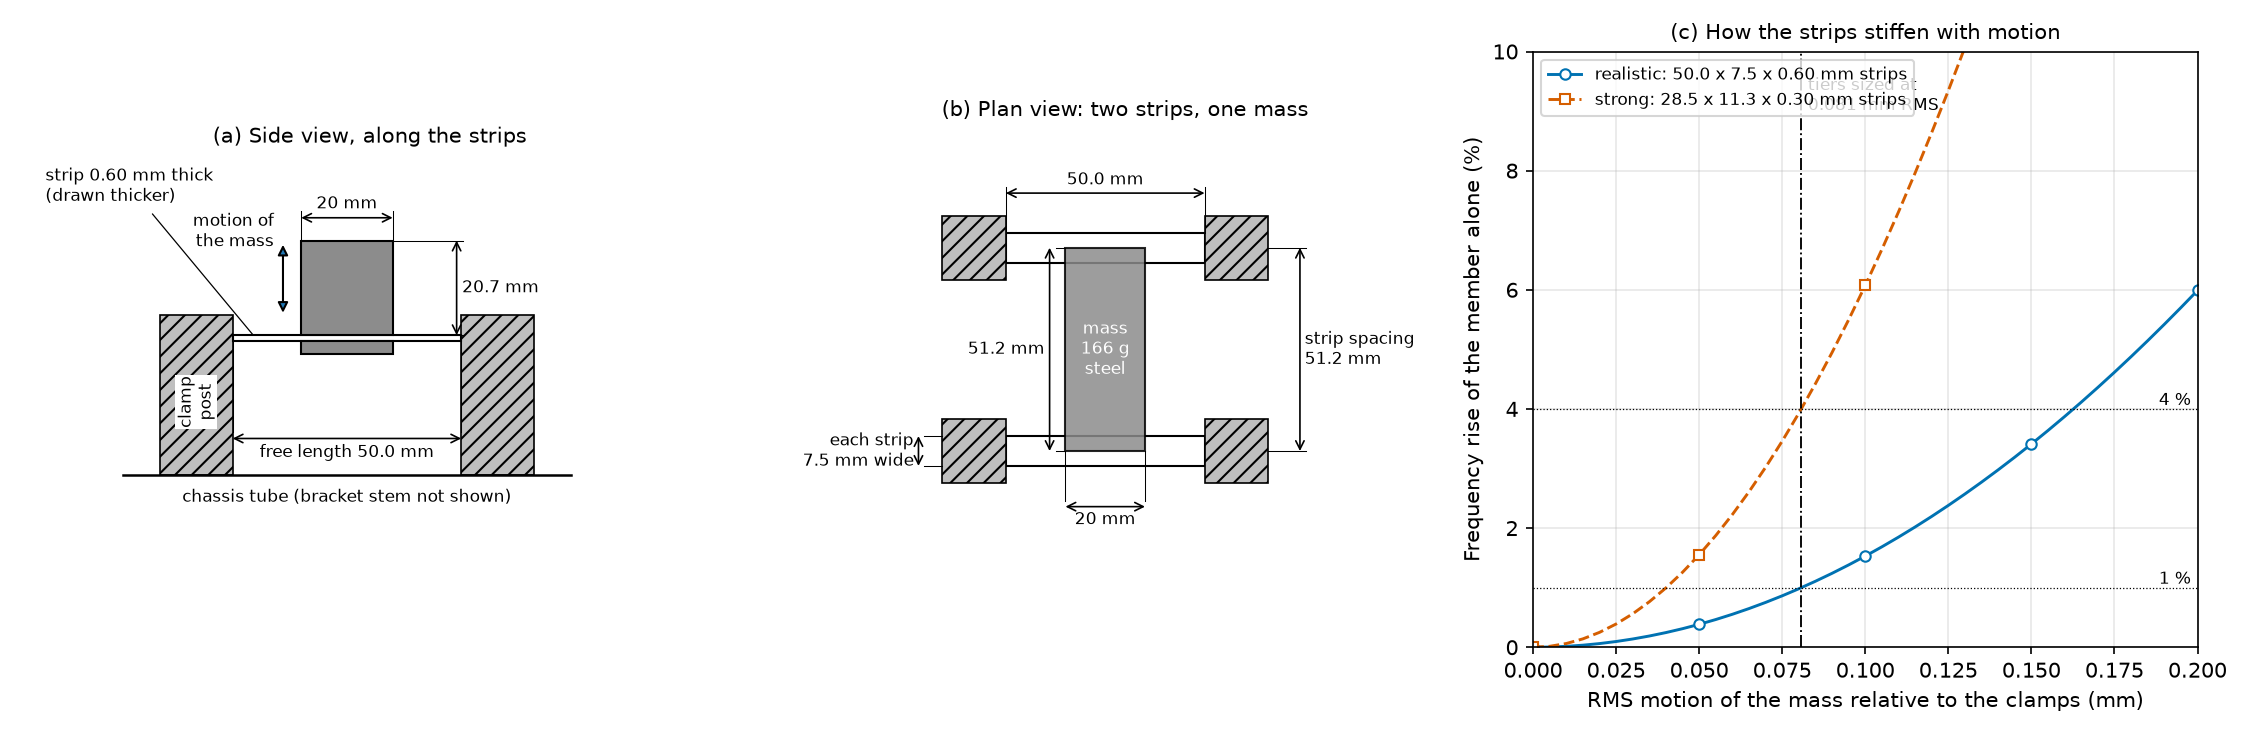 (a) Side view, along the strips
strip 0.60 mm thick
(drawn thicker)
motion of
the mass
20 mm
20.7 mm
clamp
post
free length 50.0 mm
chassis tube (bracket stem not shown)
(b) Plan view: two strips, one mass
50.0 mm
mass
166 g
steel
51.2 mm
strip spacing
51.2 mm
each strip
7.5 mm wide
20 mm
(c) How the strips stiffen with motion
realistic: 50.0 x 7.5 x 0.60 mm strips
strong: 28.5 x 11.3 x 0.30 mm strips
tiers sized at
RMS
4 %
1 %
Frequency rise of the member alone (%)
10
8
6
4
2
0
0.000 0.025 0.050 0.075 0.100 0.125 0.150 0.175 0.200
RMS motion of the mass relative to the clamps (mm)